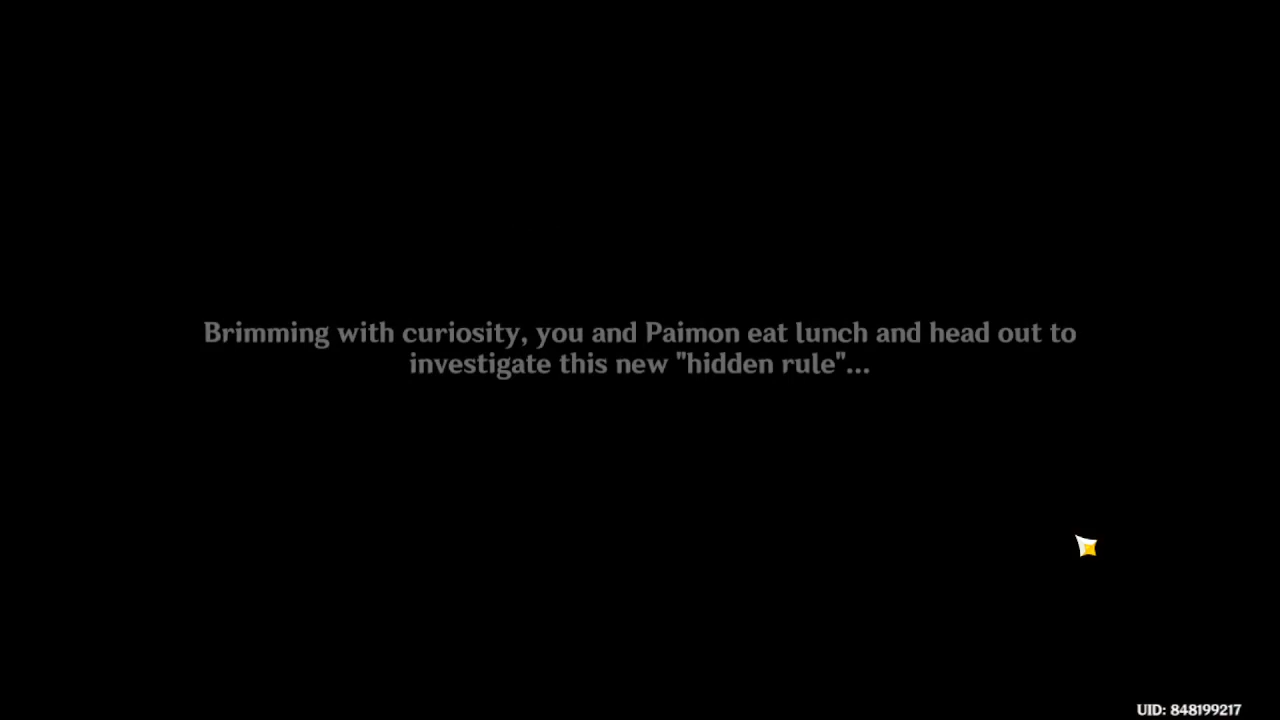 Brimming with curiosity, you and Paimon eat lunch and head out to
investigate this new "hidden rule"...
UID: 848199217